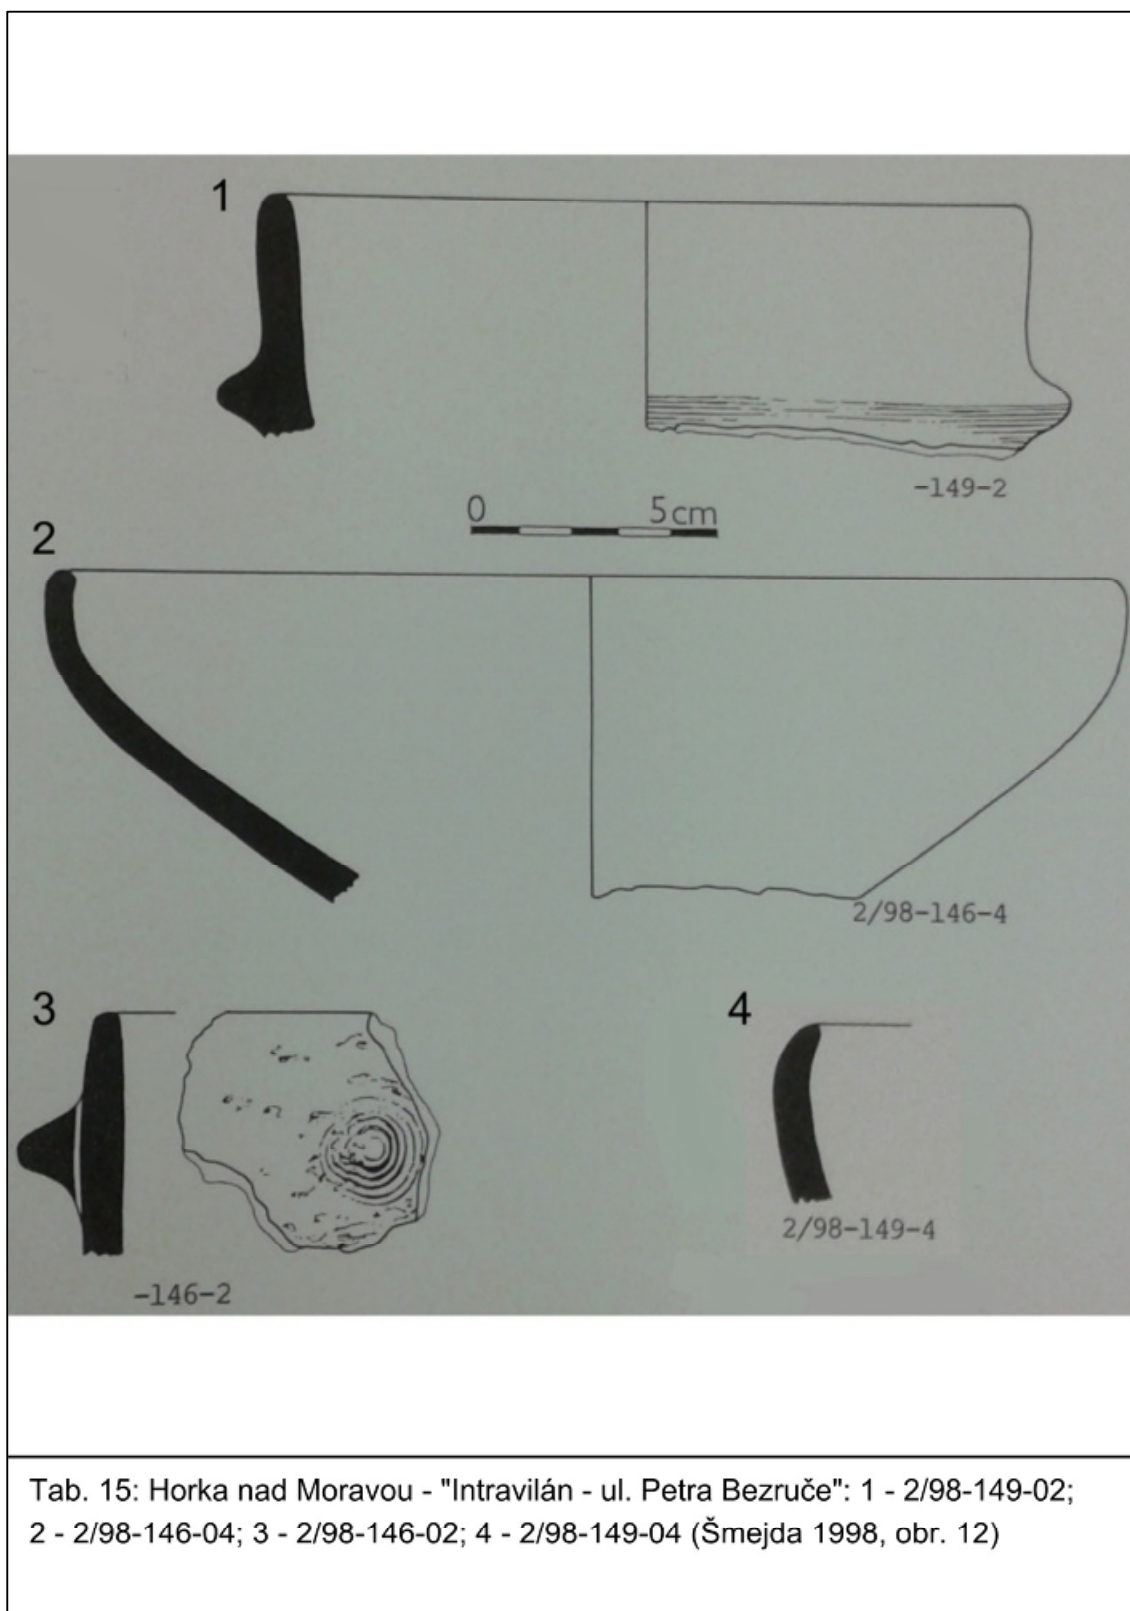 1
-149-2
0 5cm
2
2/98-146-4
3
4
2/98-149-4
-146-2
Tab. 15: Horka nad Moravou - "Intravilán - ul. Petra Bezruče": 1 - 2/98-149-02;
2 - 2/98-146-04; 3 - 2/98-146-02; 4 - 2/98-149-04 (Šmejda 1998, obr. 12)